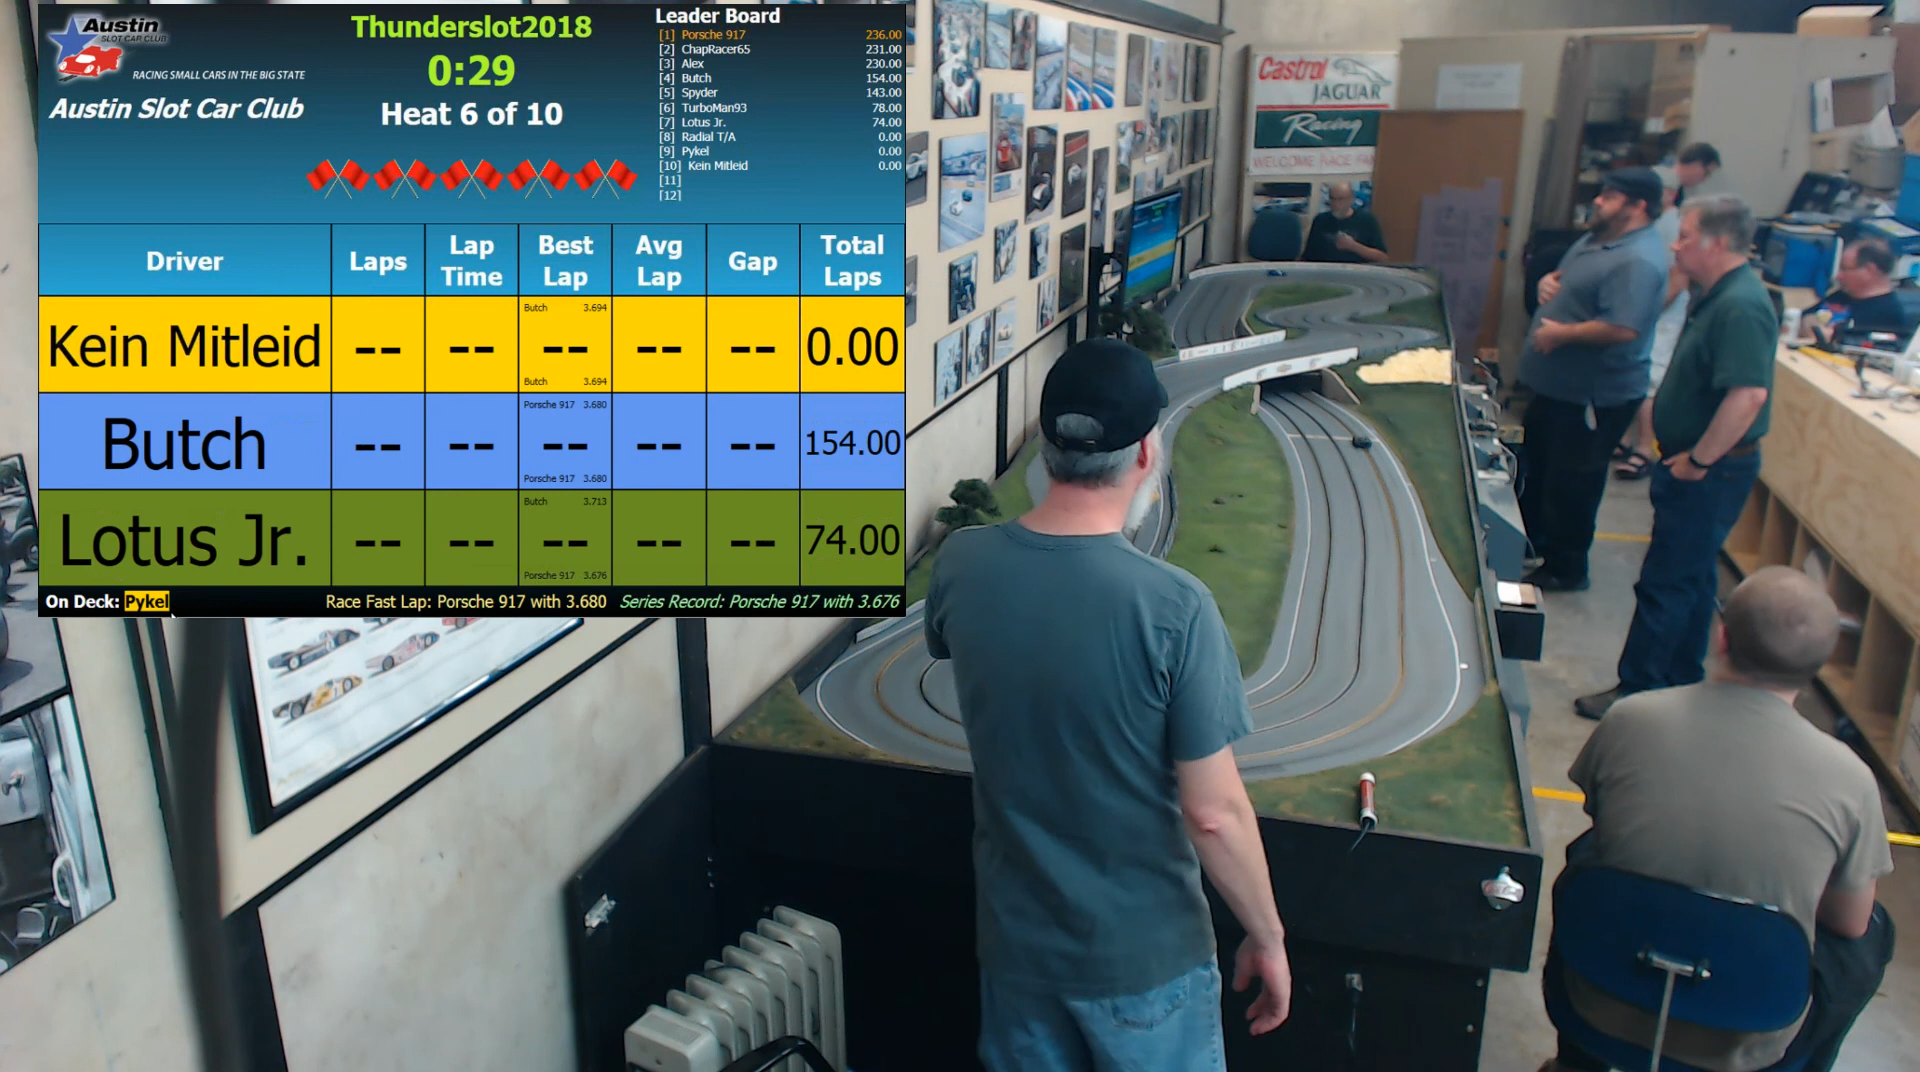 Austin
SLOT CAR CLUB
RACING SMALL CARS IN THE BIG STATE
Austin Slot Car Club
Thunderslot2018
0:29
Heat 6 of 10
Leader Board
[1] Porsche 917 236.00
[2] ChapRacer65 231.00
[3] Alex 230.00
[4] Butch 154.00
[5] Spyder 143.00
[6] TurboMan93 78.00
[7] Lotus Jr. 74.00
[8] Radial T/A 0.00
[9] Pykel 0.00
[10] Kein Mitleid 0.00
[11]
[12]
Driver Laps Lap Time Best Lap Avg Lap Gap Total Laps
Butch 3.694
Kein Mitleid -- -- -- -- -- 0.00
Butch 3.694
Porsche 917 3.680
Butch -- -- -- -- -- 154.00
Porsche 917 3.680
Butch 3.713
Lotus Jr. -- -- -- -- -- 74.00
Porsche 917 3.676
On Deck: Pykel Race Fast Lap: Porsche 917 with 3.680 Series Record: Porsche 917 with 3.676
Castrol
JAGUAR
Racing
WELCOME RACE FA